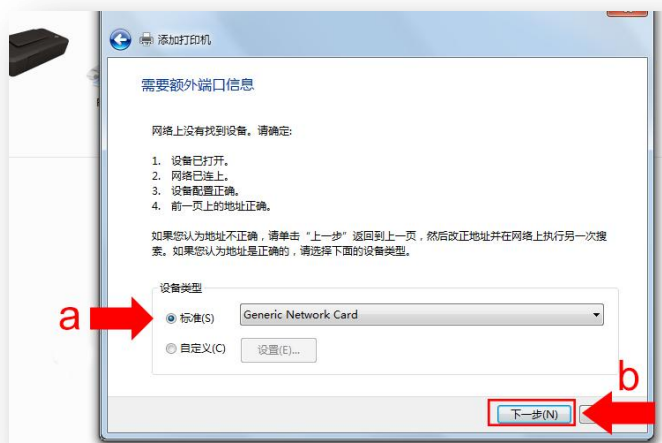 添加打印机
需要额外端口信息
网络上没有找到设备。请确定:
1. 设备已打开。
2. 网络已连上。
3. 设备配置正确。
4. 前一页上的地址正确。
如果您认为地址不正确，请单击“上一步”返回到上一页，然后改正地址并在网络上执行另一次搜
索。如果您认为地址是正确的，请选择下面的设备类型。
设备类型
a
标准(S) Generic Network Card
自定义(C) 设置(E)...
b
下一步(N)